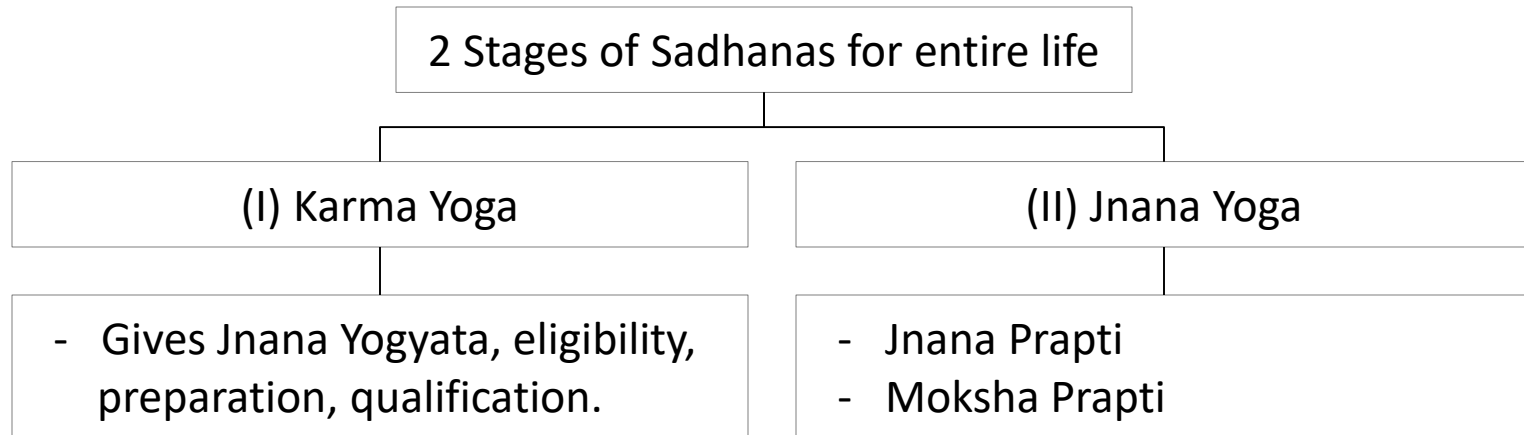 2 Stages of Sadhanas for entire life
(I) Karma Yoga
(II) Jnana Yoga
- Gives Jnana Yogyata, eligibility,
preparation, qualification.
- Jnana Prapti
- Moksha Prapti